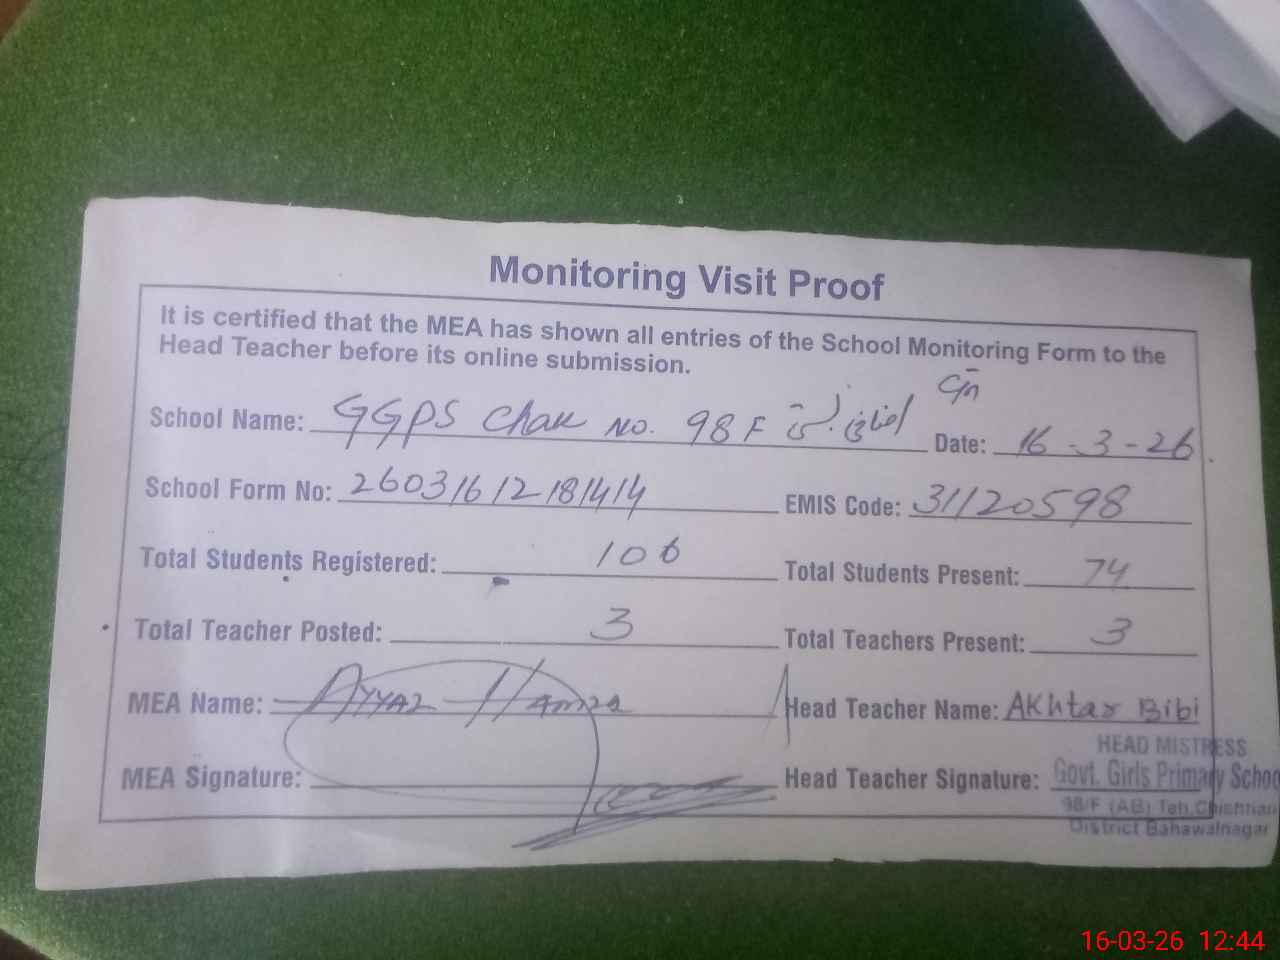 Monitoring Visit Proof
It is certified that the MEA has shown all entries of the School Monitoring Form to the
Head Teacher before its online submission.
School Name: GGPS Chak No. 98 F Date: 16-3-26
School Form No: 26031612181414 EMIS Code: 31120598
Total Students Registered: 106 Total Students Present: 74
Total Teacher Posted: 3 Total Teachers Present: 3
MEA Name: Ayyaz Hamza Head Teacher Name: Akhtar Bibi
MEA Signature: Head Teacher Signature:
HEAD MISTRESS
Govt. Girls Primary School
98/F (AB) Teh. Chishtian
District Bahawalnagar
16-03-26 12:44